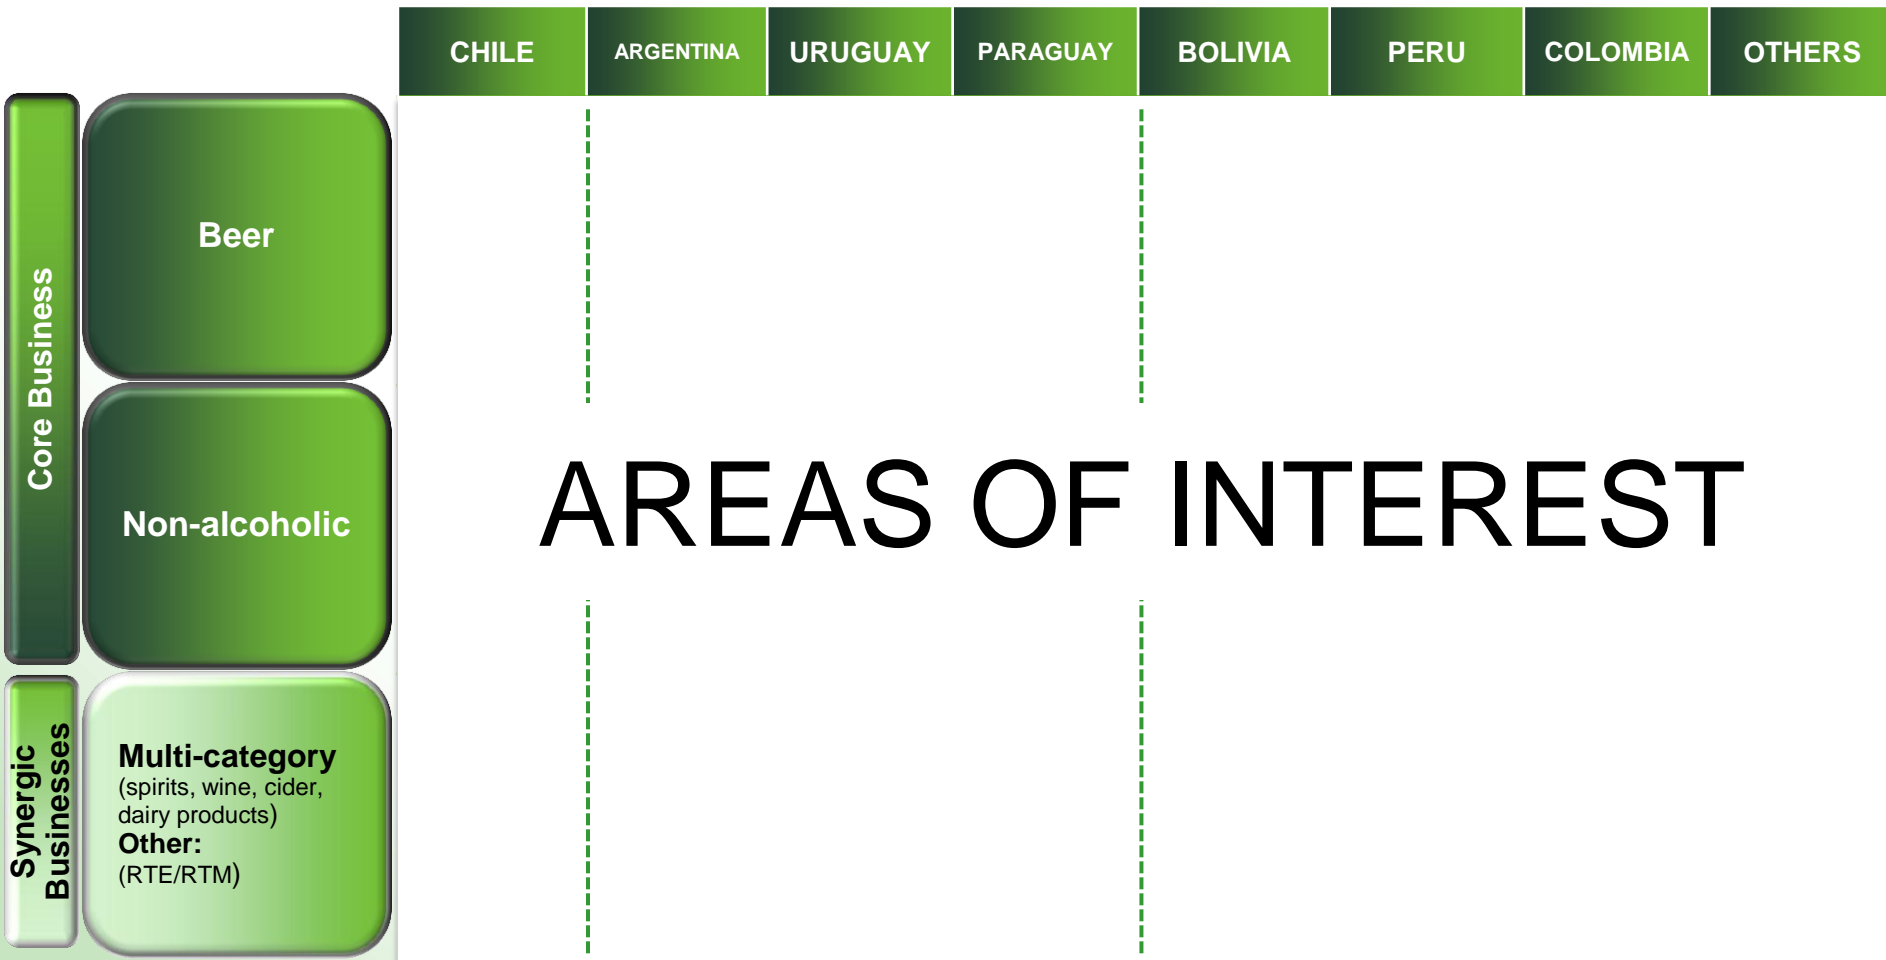 CHILE ARGENTINA URUGUAY PARAGUAY BOLIVIA PERU COLOMBIA OTHERS
Core Business
Beer
Non-alcoholic
AREAS OF INTEREST
Synergic
Businesses
Multi-category
(spirits, wine, cider,
dairy products)
Other:
(RTE/RTM)